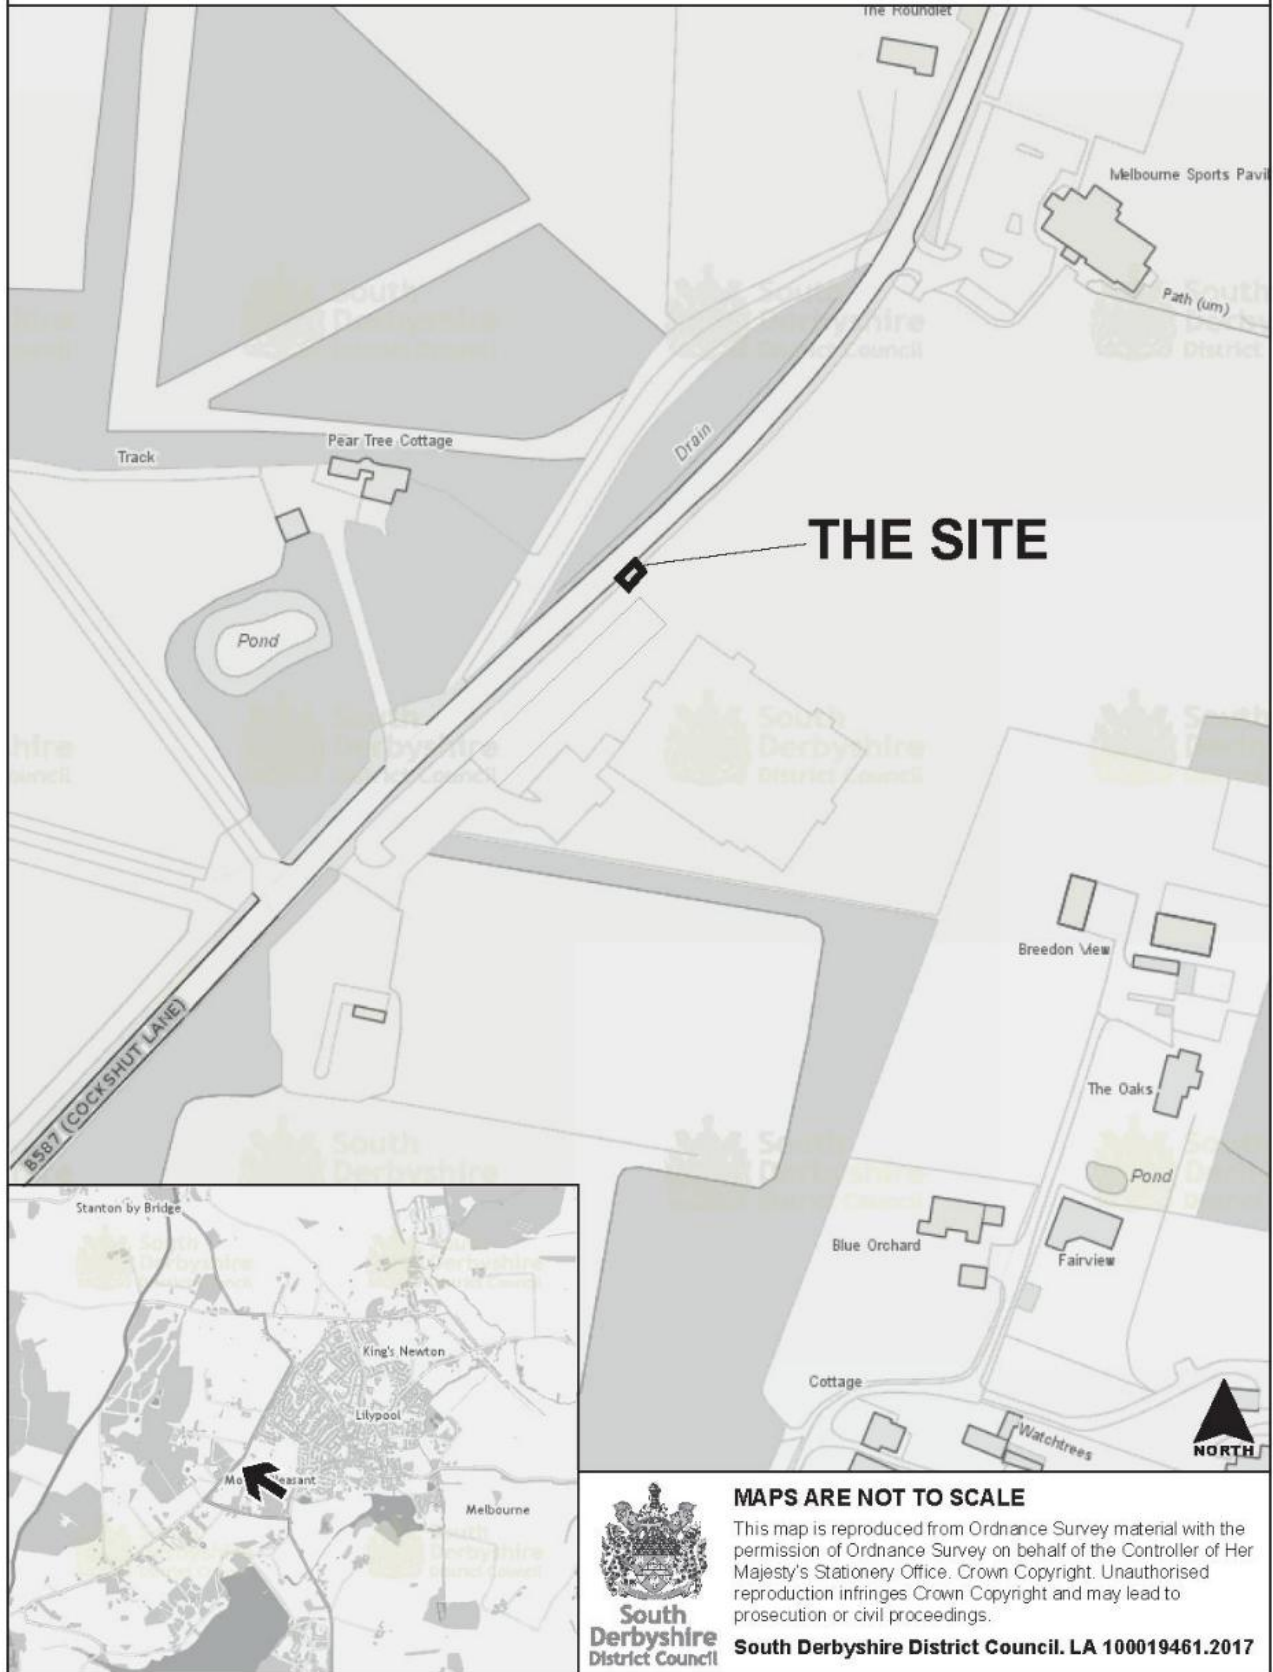 The Roundlet
Melbourne Sports Pavil
Path (um)
Drain
Pear Tree Cottage
Track
THE SITE
Pond
Breedon View
The Oaks
Pond
B587 (COCKSHUT LANE)
Blue Orchard
Fairview
Cottage
Watchtrees
NORTH
Stanton by Bridge
King's Newton
Lilypool
Melbourne
South
Derbyshire
District Council
MAPS ARE NOT TO SCALE
This map is reproduced from Ordnance Survey material with the
permission of Ordnance Survey on behalf of the Controller of Her
Majesty's Stationery Office. Crown Copyright. Unauthorised
reproduction infringes Crown Copyright and may lead to
prosecution or civil proceedings.
South Derbyshire District Council. LA 100019461.2017